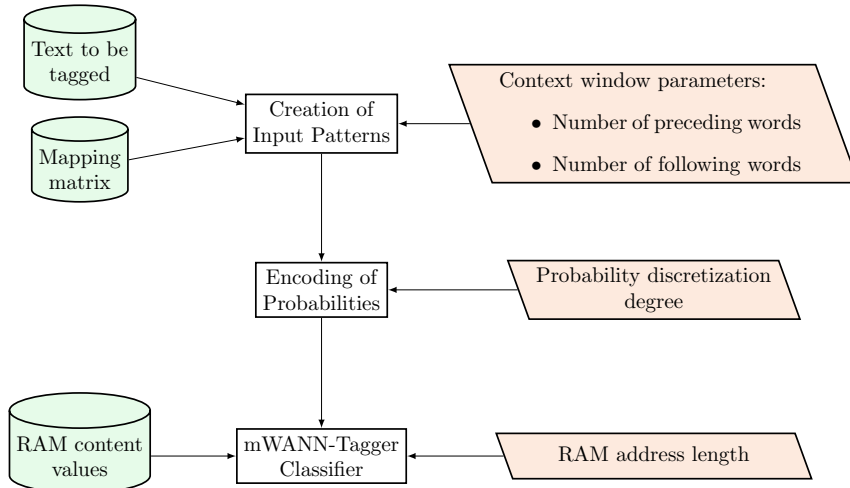 Text to be
tagged
Creation of
Input Patterns
Context window parameters:
• Number of preceding words
• Number of following words
Mapping
matrix
Encoding of
Probabilities
Probability discretization
degree
RAM content
values
mWANN-Tagger
Classifier
RAM address length